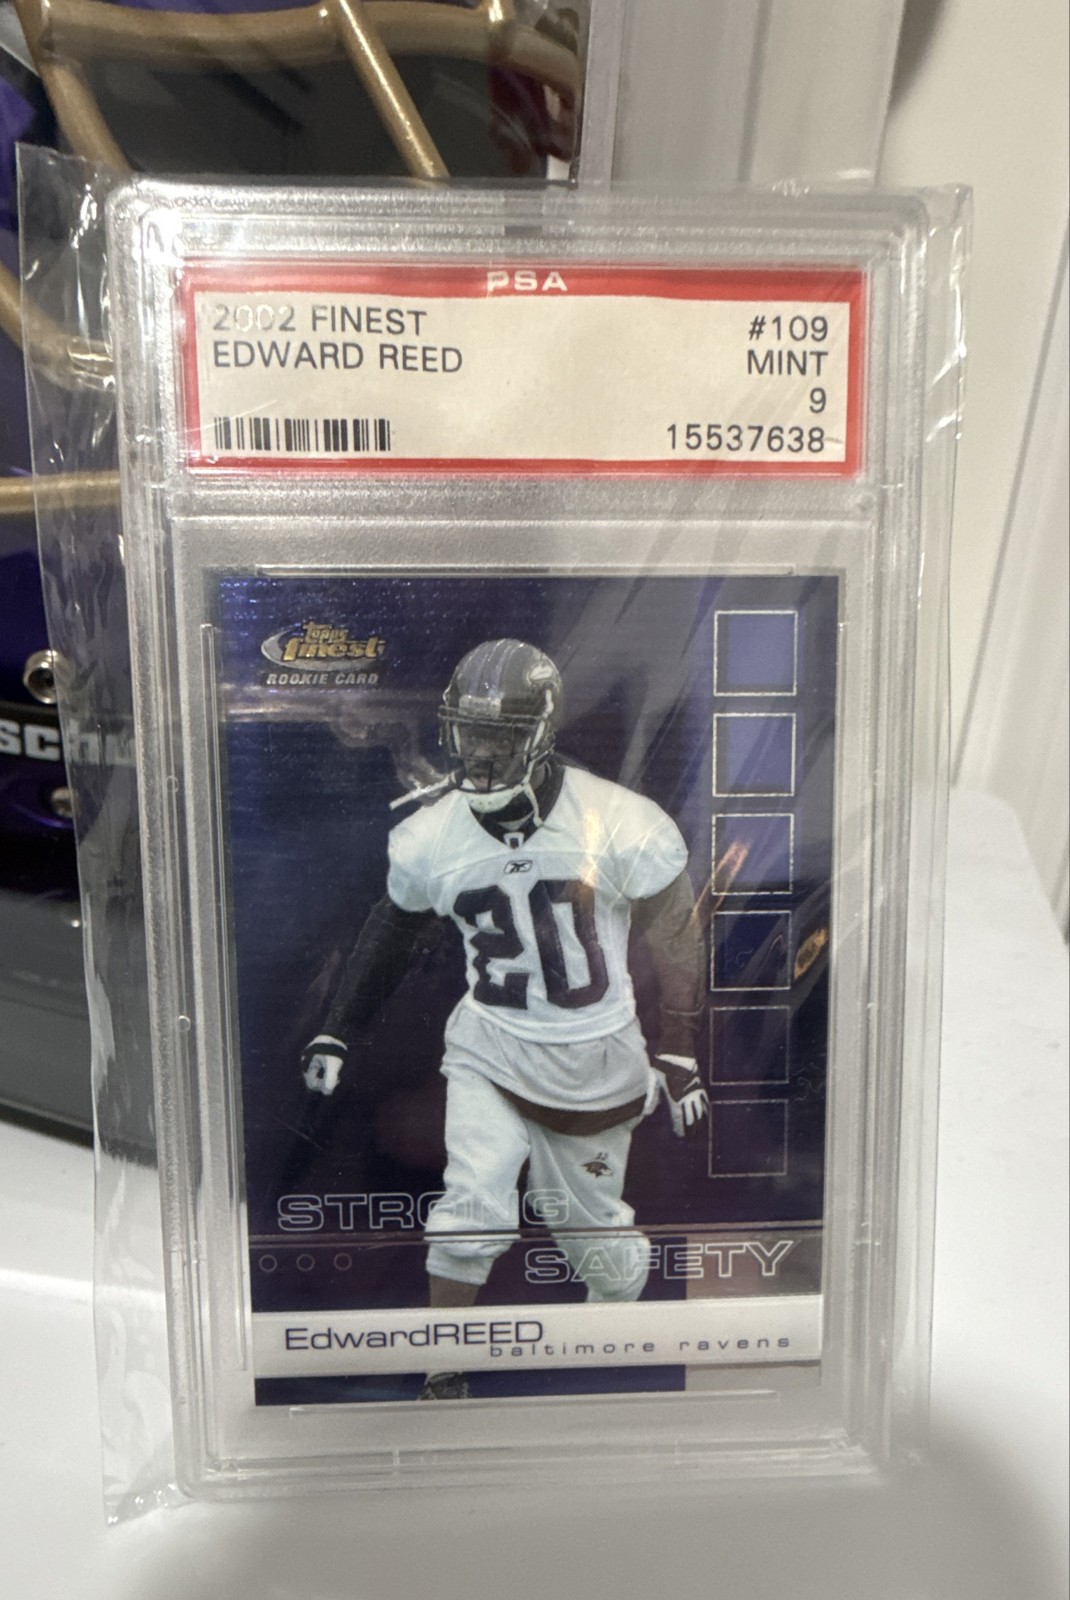 PSA
2002 FINEST
#109
EDWARD REED
MINT
9
15537638
topps
finest
ROOKIE CARD
20
STRONG
SAFETY
EdwardREED
baltimore ravens